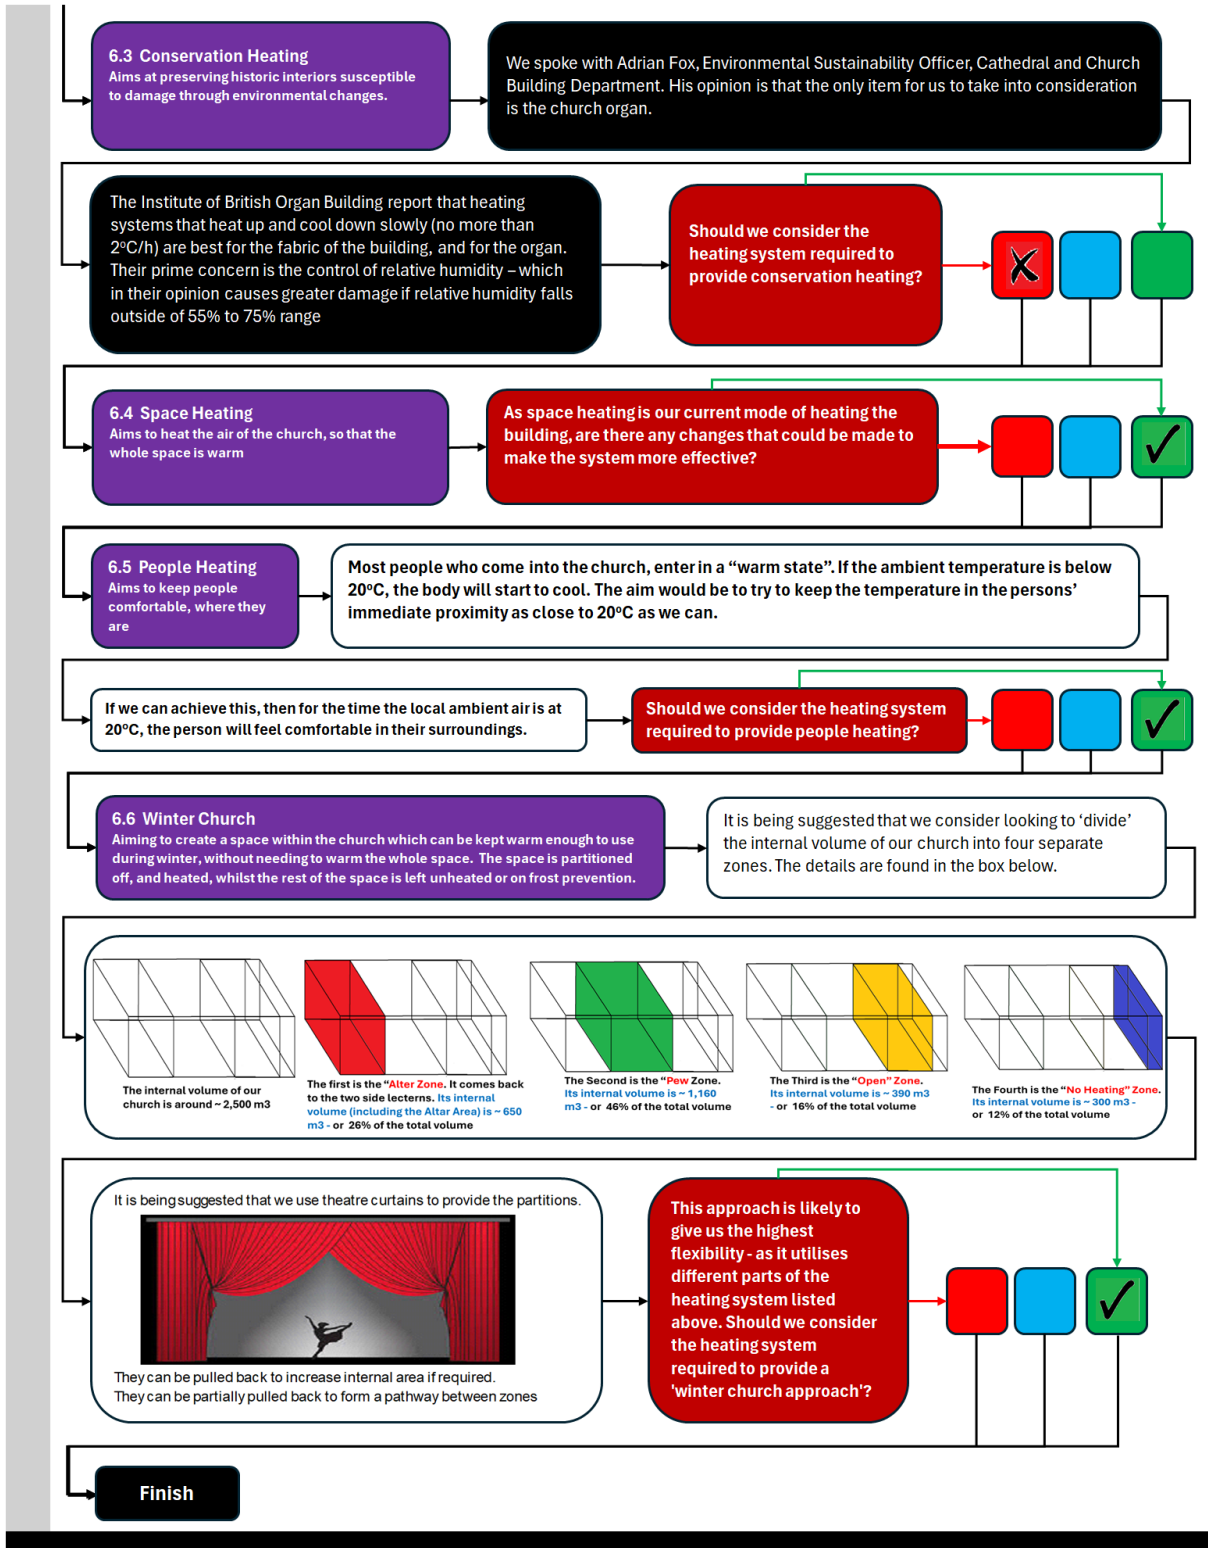 6.3 Conservation Heating
Aims at preserving historic interiors susceptible
to damage through environmental changes.
We spoke with Adrian Fox, Environmental Sustainability Officer, Cathedral and Church
Building Department. His opinion is that the only item for us to take into consideration
is the church organ.
The Institute of British Organ Building report that heating
systems that heat up and cool down slowly (no more than
2⁰C/h) are best for the fabric of the building, and for the organ.
Their prime concern is the control of relative humidity – which
in their opinion causes greater damage if relative humidity falls
outside of 55% to 75% range
Should we consider the
heating system required to
provide conservation heating?
6.4 Space Heating
Aims to heat the air of the church, so that the
whole space is warm
As space heating is our current mode of heating the
building, are there any changes that could be made to
make the system more effective?
6.5 People Heating
Aims to keep people
comfortable, where they
are
Most people who come into the church, enter in a “warm state”. If the ambient temperature is below
20⁰C, the body will start to cool. The aim would be to try to keep the temperature in the persons’
immediate proximity as close to 20⁰C as we can.
If we can achieve this, then for the time the local ambient air is at
20⁰C, the person will feel comfortable in their surroundings.
Should we consider the heating system
required to provide people heating?
6.6 Winter Church
Aiming to create a space within the church which can be kept warm enough to use
during winter, without needing to warm the whole space. The space is partitioned
off, and heated, whilst the rest of the space is left unheated or on frost prevention.
It is being suggested that we consider looking to ‘divide’
the internal volume of our church into four separate
zones. The details are found in the box below.
The internal volume of our
church is around ~ 2,500 m3
The first is the “Alter Zone. It comes back
to the two side lecterns. Its internal
volume (including the Altar Area) is ~ 650
m3 - or 26% of the total volume
The Second is the “Pew Zone.
Its internal volume is ~ 1,160
m3 - or 46% of the total volume
The Third is the “Open” Zone.
Its internal volume is ~ 390 m3
- or 16% of the total volume
The Fourth is the “No Heating” Zone.
Its internal volume is ~ 300 m3 -
or 12% of the total volume
It is being suggested that we use theatre curtains to provide the partitions.
They can be pulled back to increase internal area if required.
They can be partially pulled back to form a pathway between zones
This approach is likely to
give us the highest
flexibility - as it utilises
different parts of the
heating system listed
above. Should we consider
the heating system
required to provide a
'winter church approach'?
Finish